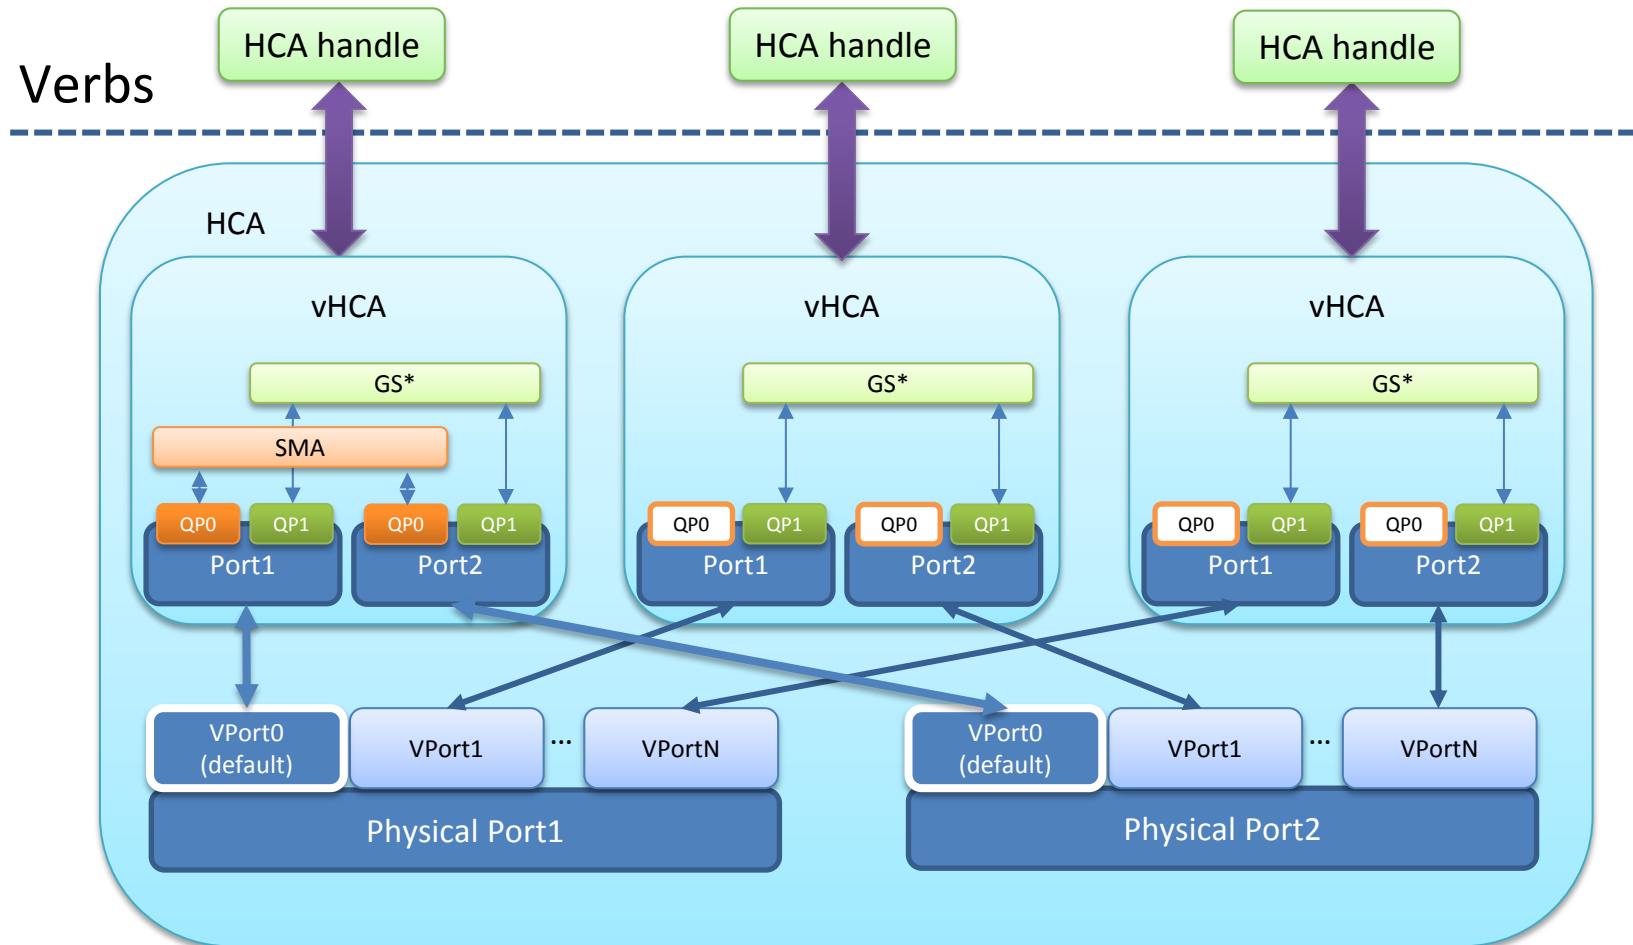 HCA handle
HCA handle
HCA handle
Verbs
HCA
vHCA
vHCA
vHCA
GS*
GS*
GS*
SMA
QP0
QP1
QP0
QP1
QP0
QP1
QP0
QP1
QP0
QP1
QP0
QP1
Port1
Port2
Port1
Port2
Port1
Port2
VPort0
(default)
VPort1
...
VPortN
VPort0
(default)
VPort1
...
VPortN
Physical Port1
Physical Port2